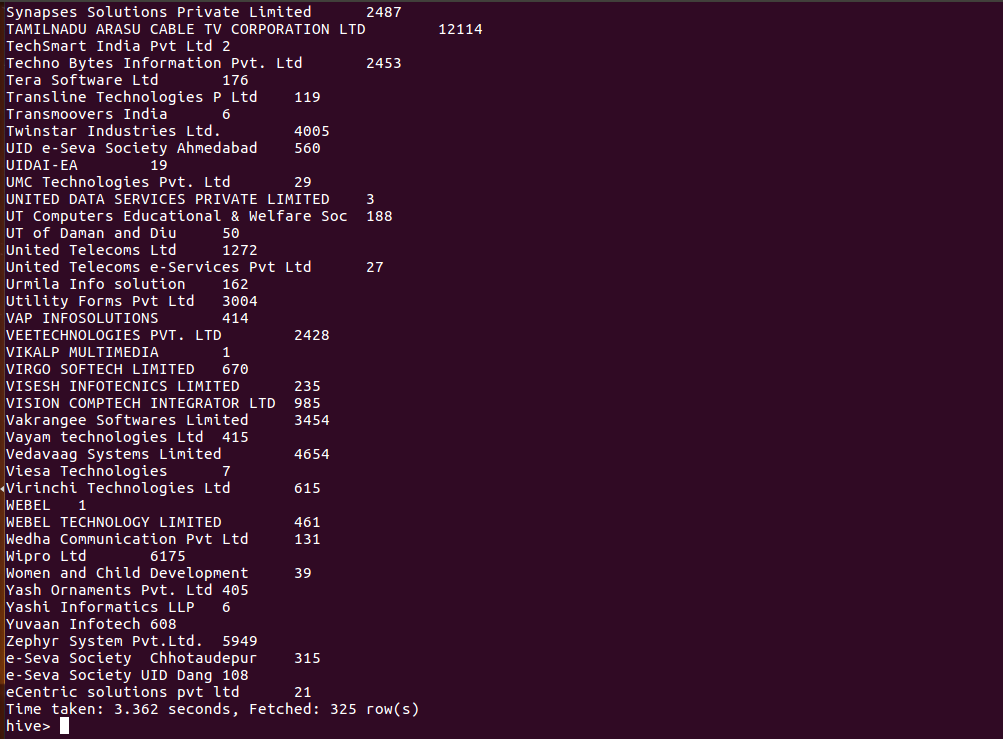 Synapses Solutions Private Limited 2487
TAMILNADU ARASU CABLE TV CORPORATION LTD 12114
TechSmart India Pvt Ltd 2
Techno Bytes Information Pvt. Ltd 2453
Tera Software Ltd 176
Transline Technologies P Ltd 119
Transmoovers India 6
Twinstar Industries Ltd. 4005
UID e-Seva Society Ahmedabad 560
UIDAI-EA 19
UMC Technologies Pvt. Ltd 29
UNITED DATA SERVICES PRIVATE LIMITED 3
UT Computers Educational & Welfare Soc 188
UT of Daman and Diu 50
United Telecoms Ltd 1272
United Telecoms e-Services Pvt Ltd 27
Urmila Info solution 162
Utility Forms Pvt Ltd 3004
VAP INFOSOLUTIONS 414
VEETECHNOLOGIES PVT. LTD 2428
VIKALP MULTIMEDIA 1
VIRGO SOFTECH LIMITED 670
VISESH INFOTECNICS LIMITED 235
VISION COMPTECH INTEGRATOR LTD 985
Vakrangee Softwares Limited 3454
Vayam technologies Ltd 415
Vedavaag Systems Limited 4654
Viesa Technologies 7
Virinchi Technologies Ltd 615
WEBEL 1
WEBEL TECHNOLOGY LIMITED 461
Wedha Communication Pvt Ltd 131
Wipro Ltd 6175
Women and Child Development 39
Yash Ornaments Pvt. Ltd 405
Yashi Informatics LLP 6
Yuvaan Infotech 608
Zephyr System Pvt.Ltd. 5949
e-Seva Society Chhotaudepur 315
e-Seva Society UID Dang 108
eCentric solutions pvt ltd 21
Time taken: 3.362 seconds, Fetched: 325 row(s)
hive>